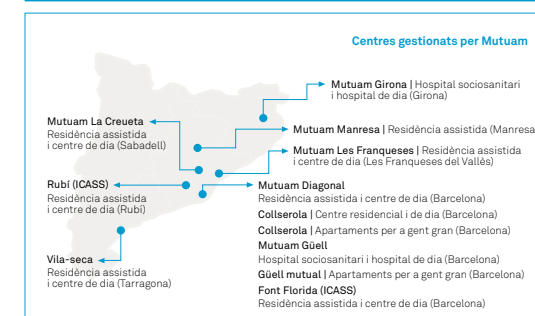 Centres gestionats per Mutuam
Mutuam Girona | Hospital sociosanitari
i hospital de dia (Girona)
Mutuam La Creueta
Residència assistida
i centre de dia (Sabadell)
Mutuam Manresa | Residència assistida (Manresa
Mutuam Les Franqueses | Residència assistida
i centre de dia (Les Franqueses del Vallès)
Rubí (ICASS)
Residència assistida
i centre de dia (Rubí)
Mutuam Diagonal
Residència assistida i centre de dia (Barcelona)
Collserola | Centre residencial i de dia (Barcelona)
Collserola | Apartaments per a gent gran (Barcelona)
Mutuam Güell
Hospital sociosanitari i hospital de dia (Barcelona)
Güell mutual | Apartaments per a gent gran (Barcelona)
Font Florida (ICASS)
Residència assistida i centre de dia (Barcelona)
Vila-seca
Residència assistida
i centre de dia (Tarragona)